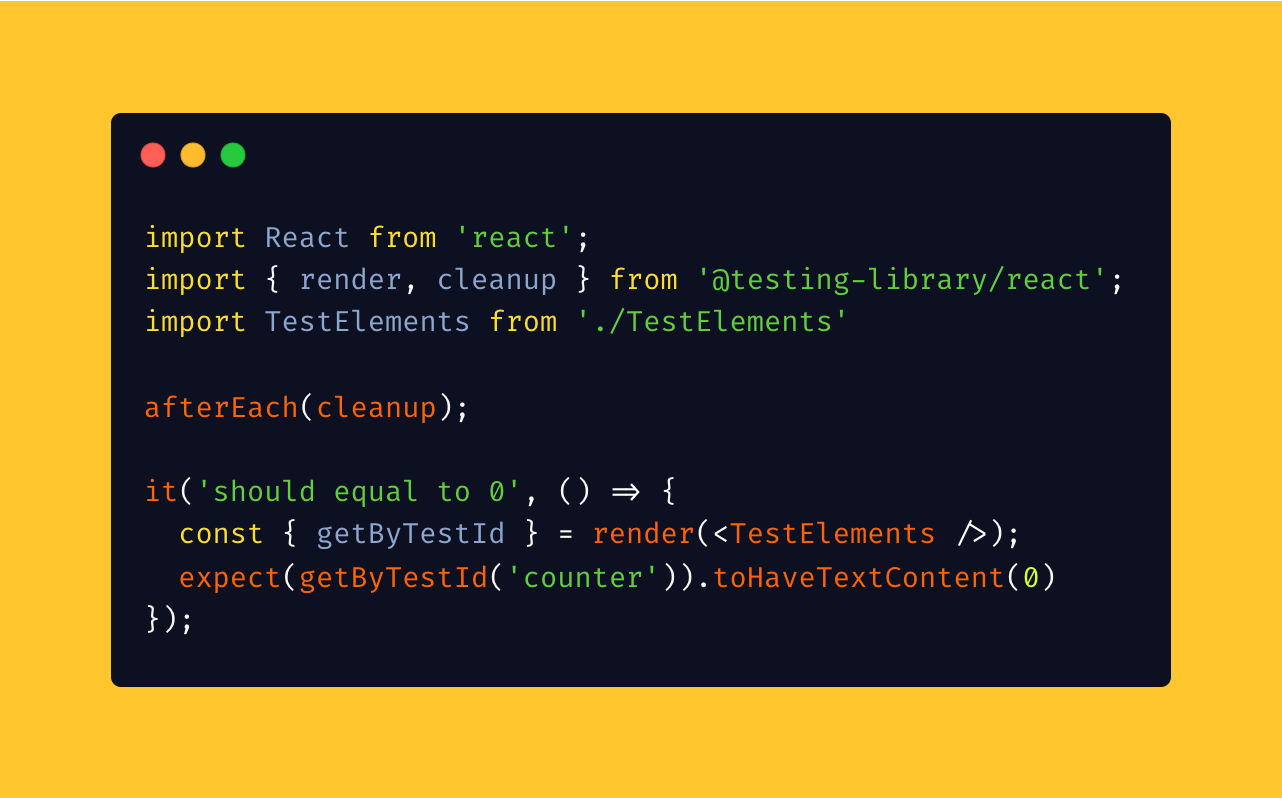 import React from 'react';
import { render, cleanup } from '@testing-library/react';
import TestElements from './TestElements'
afterEach(cleanup);
it('should equal to 0', () => {
const { getByTestId } = render(<TestElements />);
expect(getByTestId('counter')).toHaveTextContent(0)
});